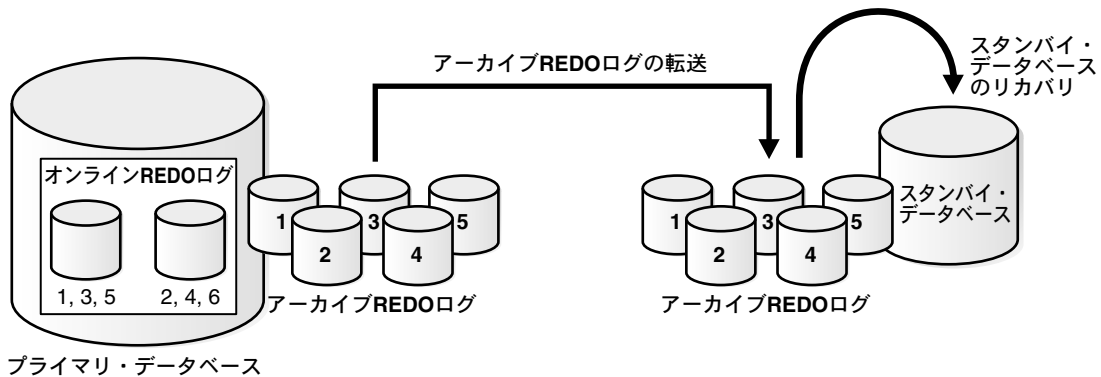 アーカイブREDOログの転送
スタンバイ・
データベース
のリカバリ
オンラインREDOログ
1, 3, 5
2, 4, 6
1
3
5
2
4
アーカイブREDOログ
プライマリ・データベース
1
3
5
2
4
アーカイブREDOログ
スタンバイ・
データベース